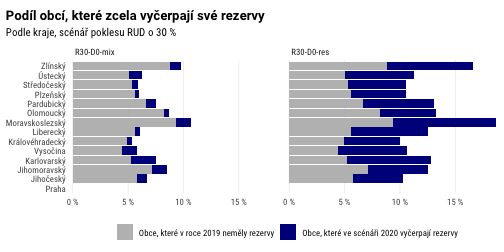 Podíl obcí, které zcela vyčerpají své rezervy
Podle kraje, scénář poklesu RUD o 30 %
R30-D0-mix
R30-D0-res
Zlínský
Ústecký
Středočeský
Plzeňský
Pardubický
Olomoucký
Moravskoslezský
Liberecký
Královéhradecký
Vysočina
Karlovarský
Jihomoravský
Jihočeský
Praha
0 % 5 % 10 % 15 % 0 % 5 % 10 % 15 %
Obce, které v roce 2019 neměly rezervy Obce, které ve scénáři 2020 vyčerpají rezervy